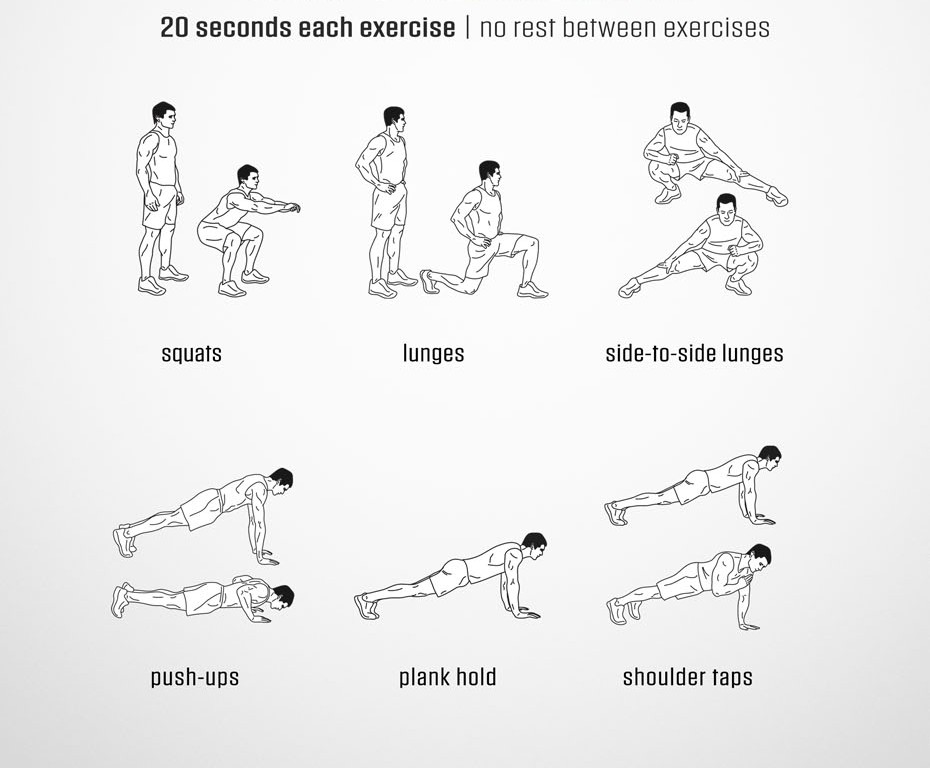 20 seconds each exercise | no rest between exercises
squats
lunges
side-to-side lunges
push-ups
plank hold
shoulder taps